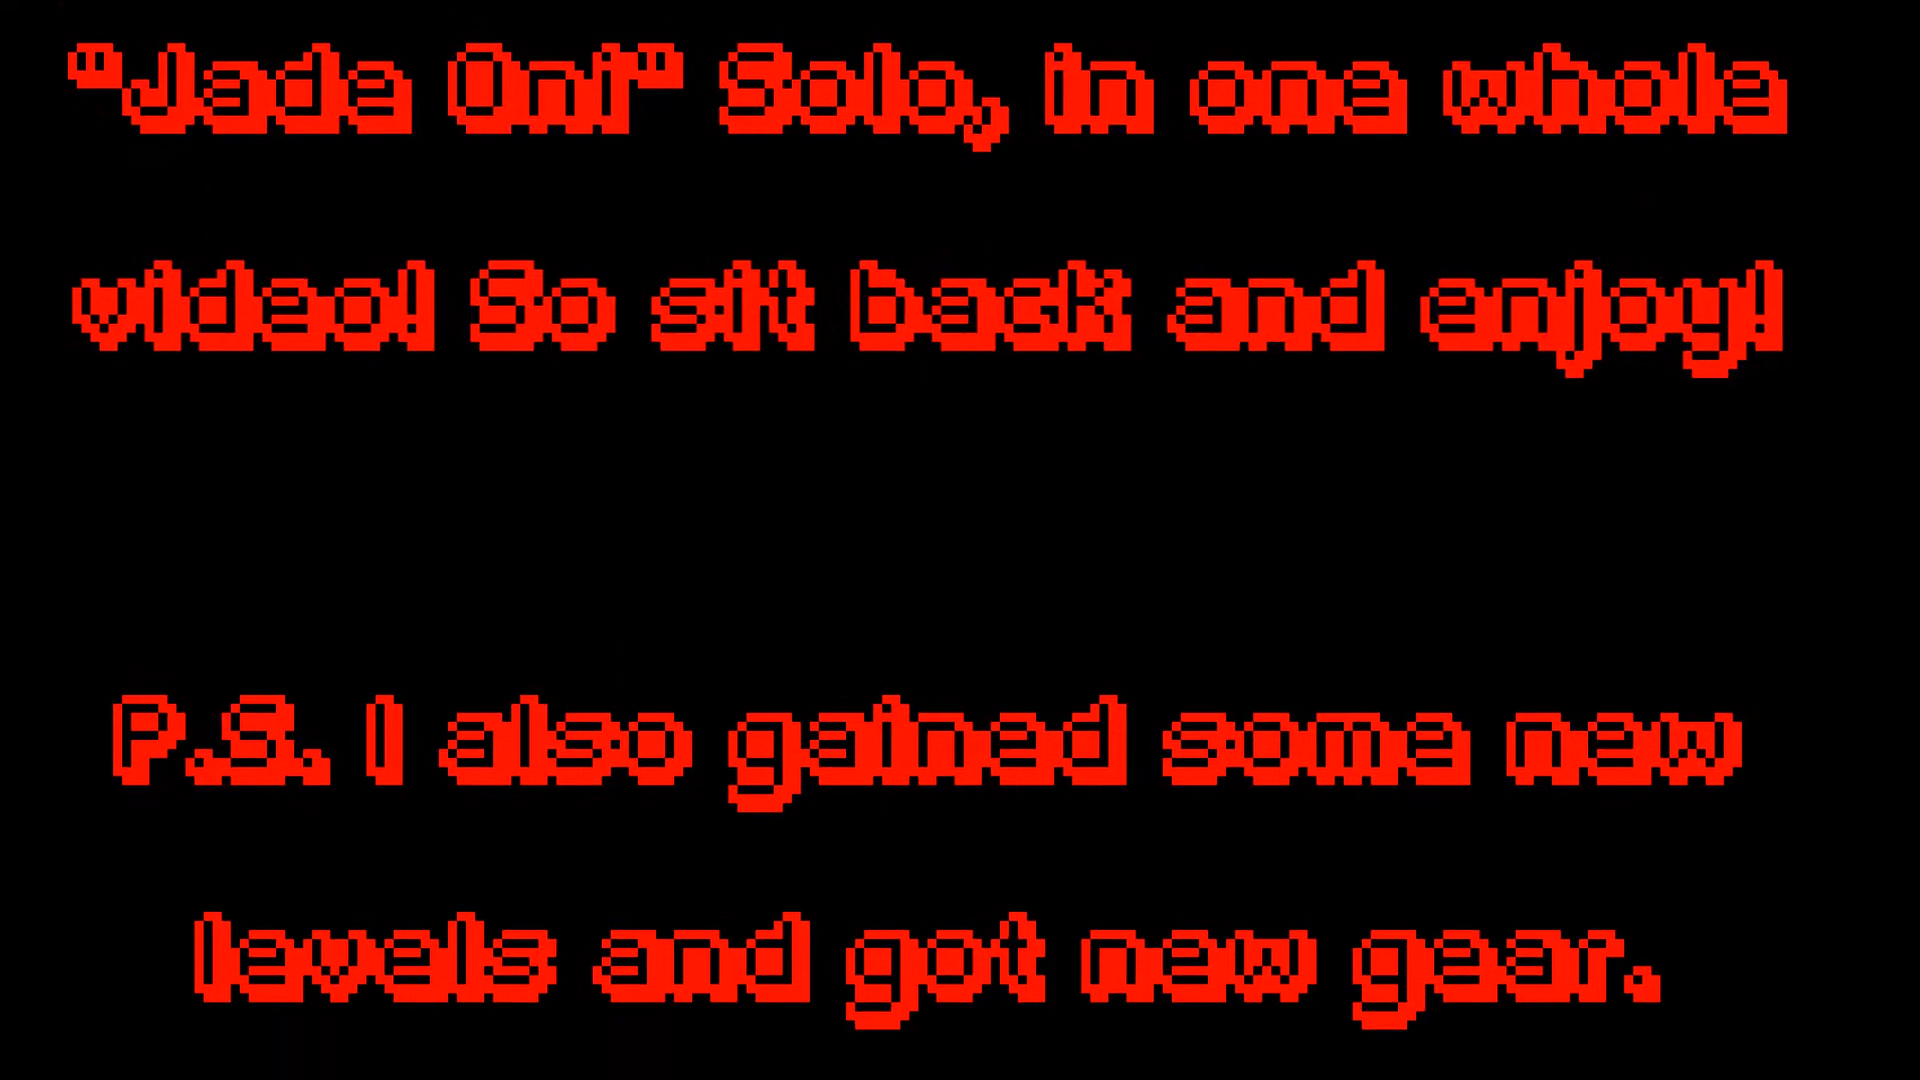 "Jade Oni" Solo, in one whole
video! So sit back and enjoy!
P.S. I also gained some new
levels and got new gear.